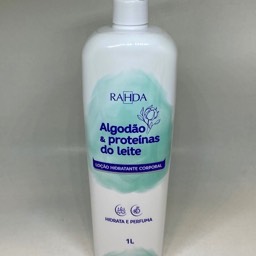 RAHDA
Algodão
& proteínas
do leite
LOÇÃO HIDRATANTE CORPORAL
HIDRATA E PERFUMA
1L